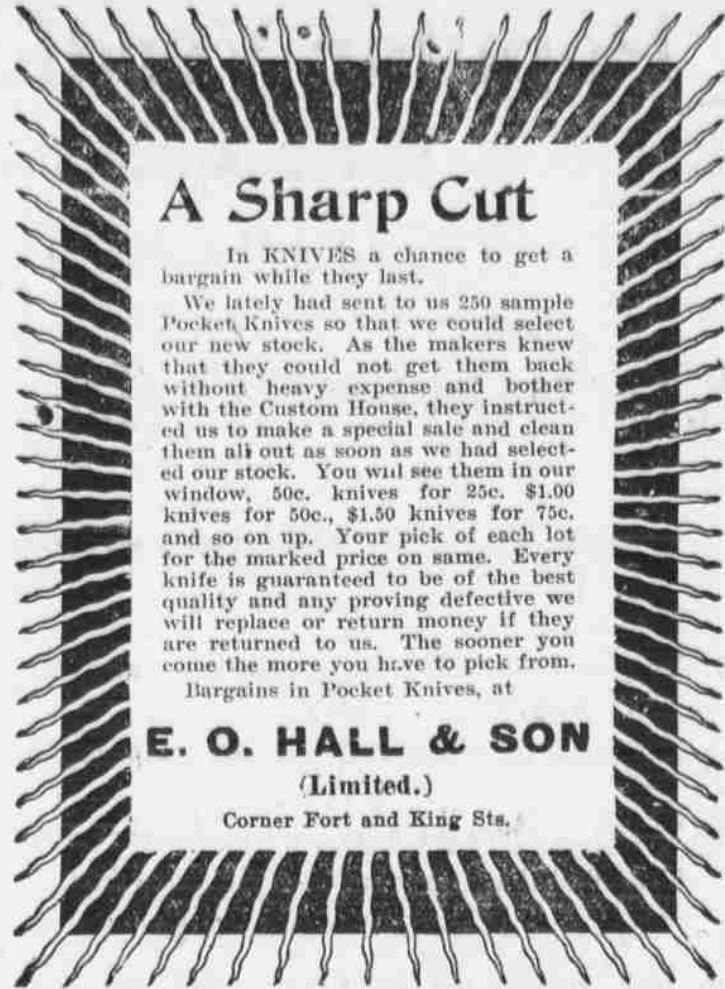 A Sharp Cut
In KNIVES a chance to get a
bargain while they last.
We lately had sent to us 250 sample
Pocket Knives so that we could select
our new stock. As the makers knew
that they could not get them back
without heavy expense and bother
with the Custom House, they instruct-
ed us to make a special sale and clean
them all out as soon as we had select-
ed our stock. You will see them in our
window, 50c. knives for 25c. $1.00
knives for 50c., $1.50 knives for 75c.
and so on up. Your pick of each lot
for the marked price on same. Every
knife is guaranteed to be of the best
quality and any proving defective we
will replace or return money if they
are returned to us. The sooner you
come the more you have to pick from.
Bargains in Pocket Knives, at
E. O. HALL & SON
(Limited.)
Corner Fort and King Sts.